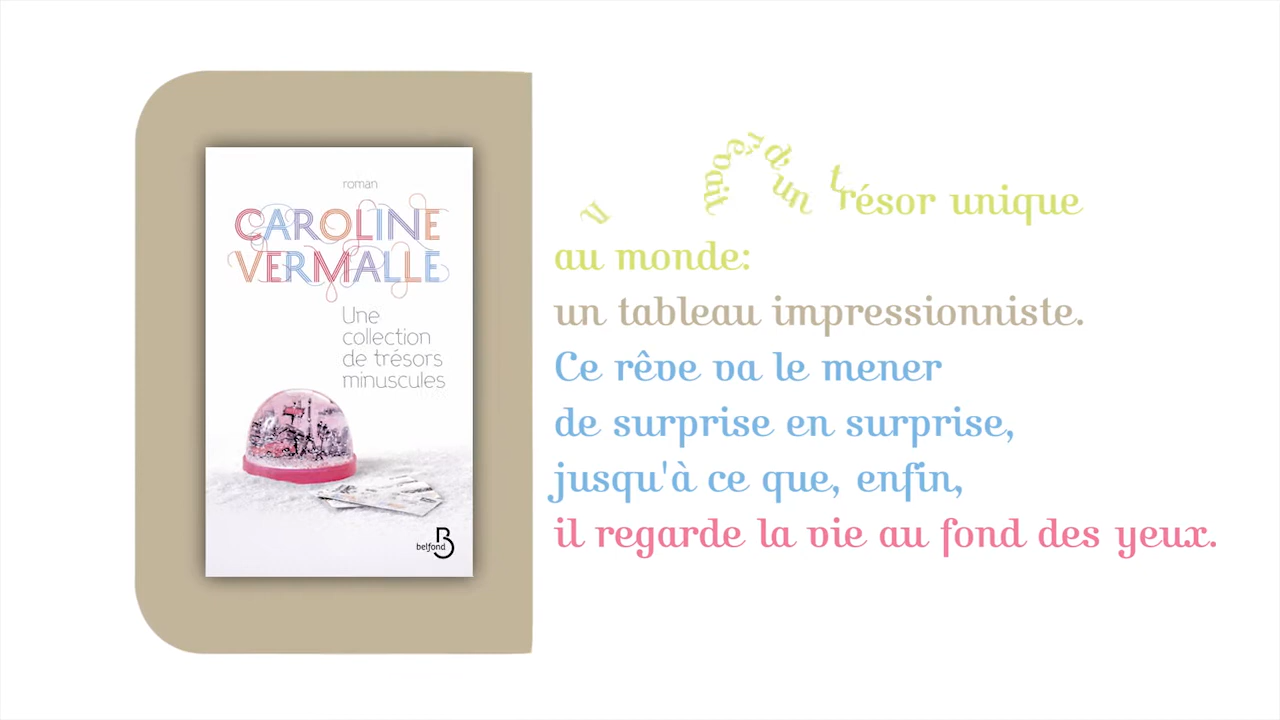 roman
CAROLINE
VERMALLE
Une
collection
de trésors
minuscules
belfond
rêvait d'un trésor unique
au monde:
un tableau impressionniste.
Ce rêve va le mener
de surprise en surprise,
jusqu'à ce que, enfin,
il regarde la vie au fond des yeux.